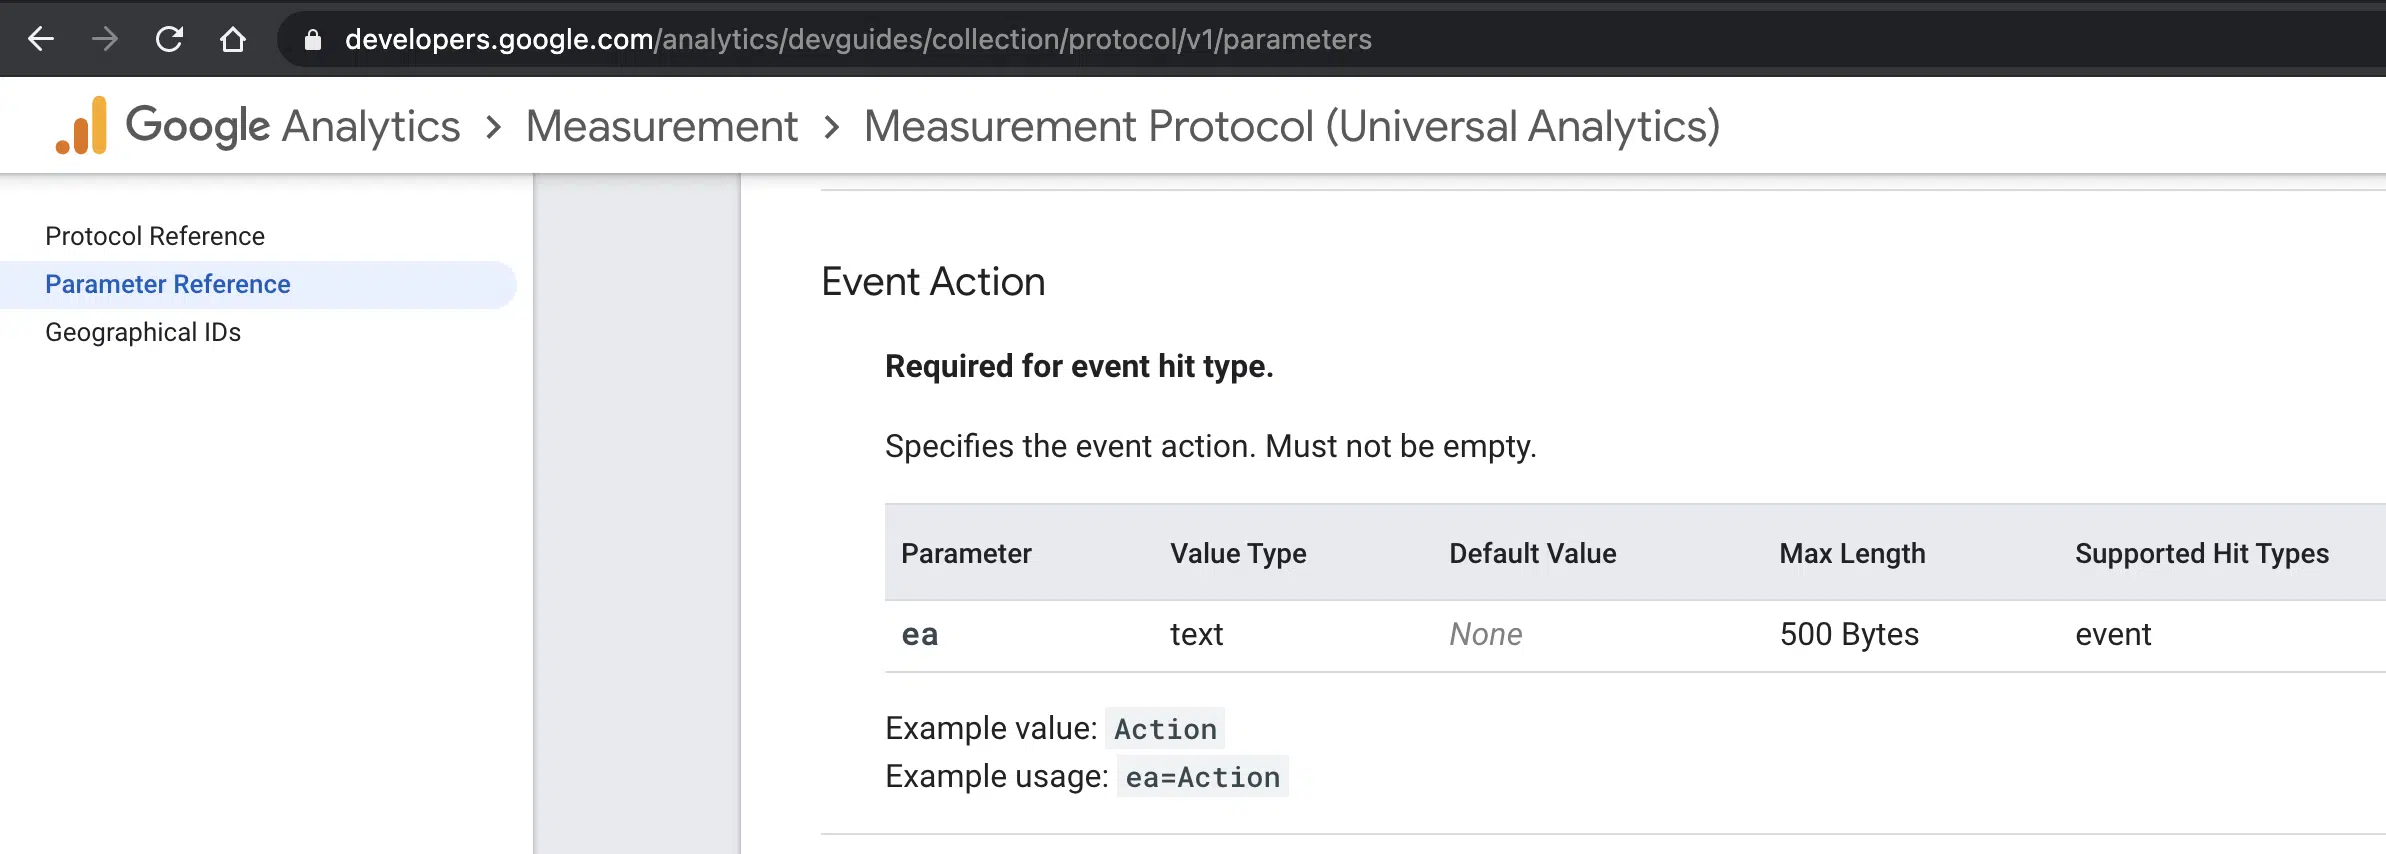 developers.google.com/analytics/devguides/collection/protocol/v1/parameters
Google Analytics > Measurement > Measurement Protocol (Universal Analytics)
Protocol Reference
Parameter Reference
Geographical IDs
Event Action
Required for event hit type.
Specifies the event action. Must not be empty.
Parameter Value Type Default Value Max Length Supported Hit Types
ea text None 500 Bytes event
Example value: Action
Example usage: ea=Action